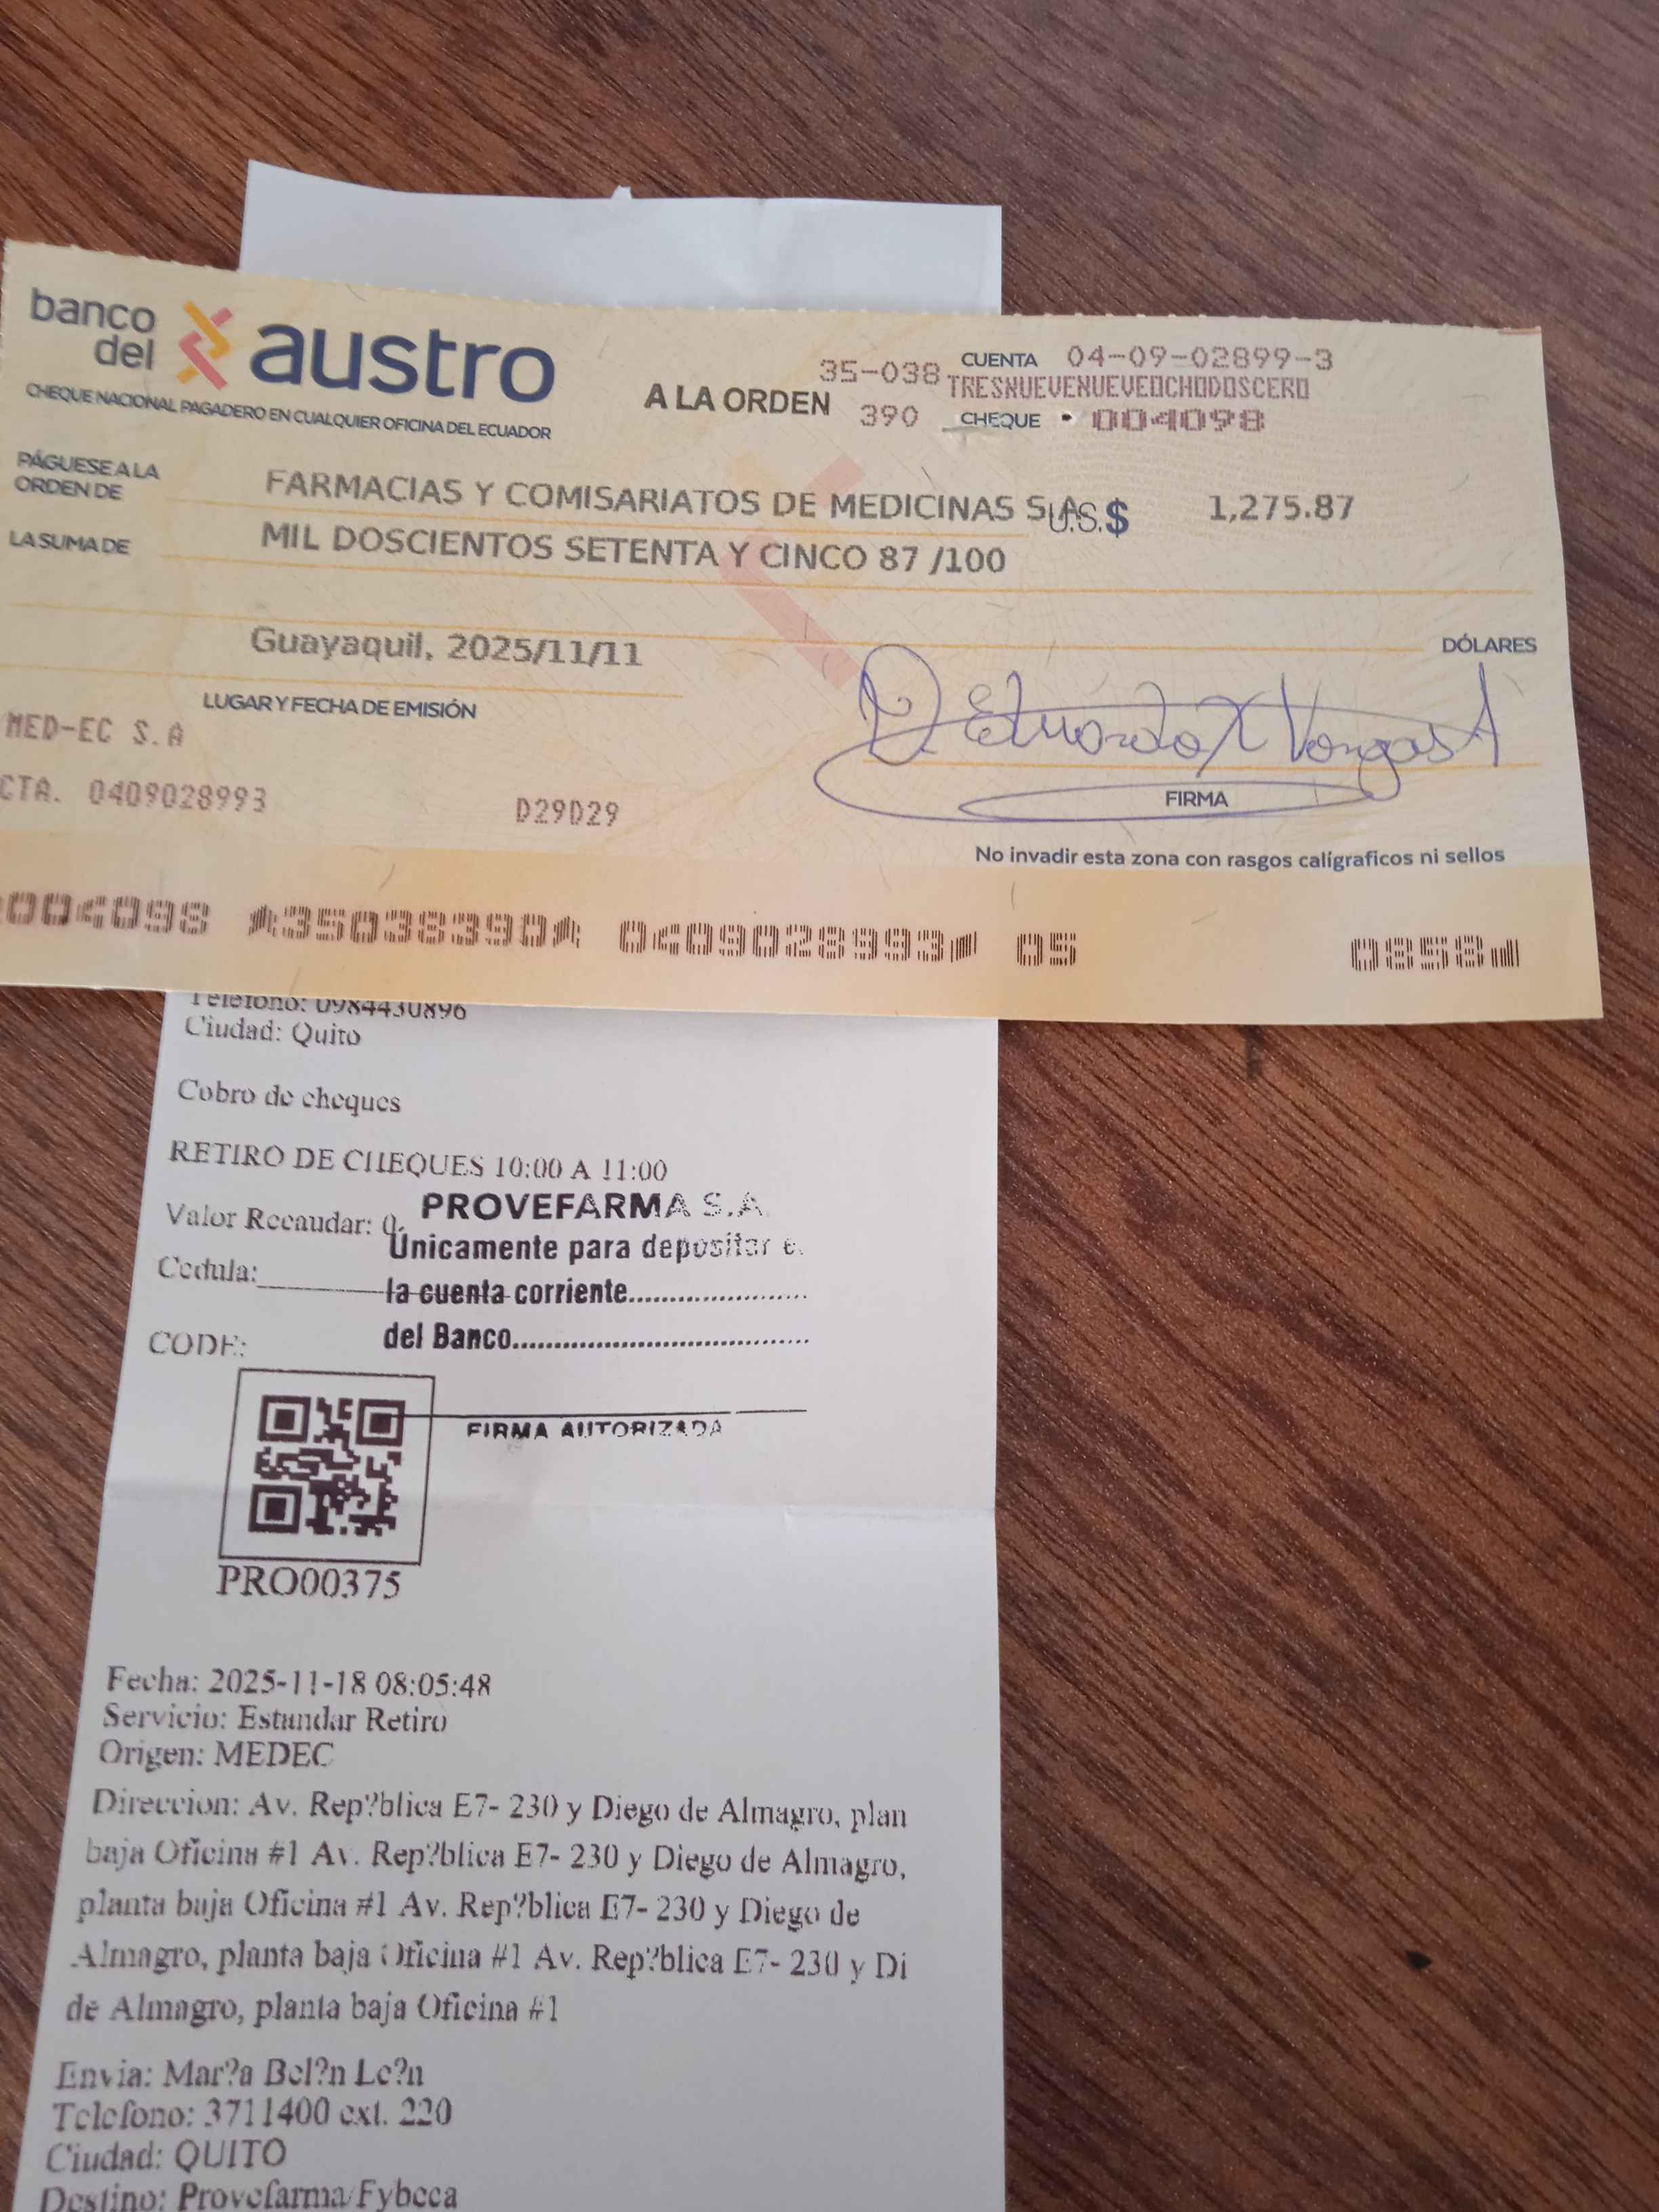 banco
del austro
CHEQUE NACIONAL PAGADERO EN CUALQUIER OFICINA DEL ECUADOR
A LA ORDEN
35-038
390
CUENTA 04-09-02899-3
TRESNUEVENUEVEOCHODOSCERO
CHEQUE 004098
PÁGUESE A LA
ORDEN DE
FARMACIAS Y COMISARIATOS DE MEDICINAS S.A. U.S.$ 1,275.87
LA SUMA DE
MIL DOSCIENTOS SETENTA Y CINCO 87 /100
DÓLARES
Guayaquil, 2025/11/11
LUGAR Y FECHA DE EMISIÓN
MED-EC S.A
CTA. 0409028993
D29D29
FIRMA
No invadir esta zona con rasgos calígraficos ni sellos
004098 A35038390A 0409028993 05 0858
Telefono: 0984430896
Ciudad: Quito
Cobro de cheques
RETIRO DE CHEQUES 10:00 A 11:00
Valor Recaudar: 0.
PROVEFARMA S.A.
Unicamente para depositar e
Cedula:
la cuenta corriente
CODE:
del Banco
FIRMA AUTORIZADA
PRO00375
Fecha: 2025-11-18 08:05:48
Servicio: Estandar Retiro
Origen: MEDEC
Direccion: Av. Rep?blica E7- 230 y Diego de Almagro, plan
baja Oficina #1 Av. Rep?blica E7- 230 y Diego de Almagro,
planta baja Oficina #1 Av. Rep?blica E7- 230 y Diego de
Almagro, planta baja Oficina #1 Av. Rep?blica E7- 230 y Di
de Almagro, planta baja Oficina #1
Envia: Mar?a Bel?n Le?n
Telefono: 3711400 ext. 220
Ciudad: QUITO
Destino: Provefarma/Fybeca